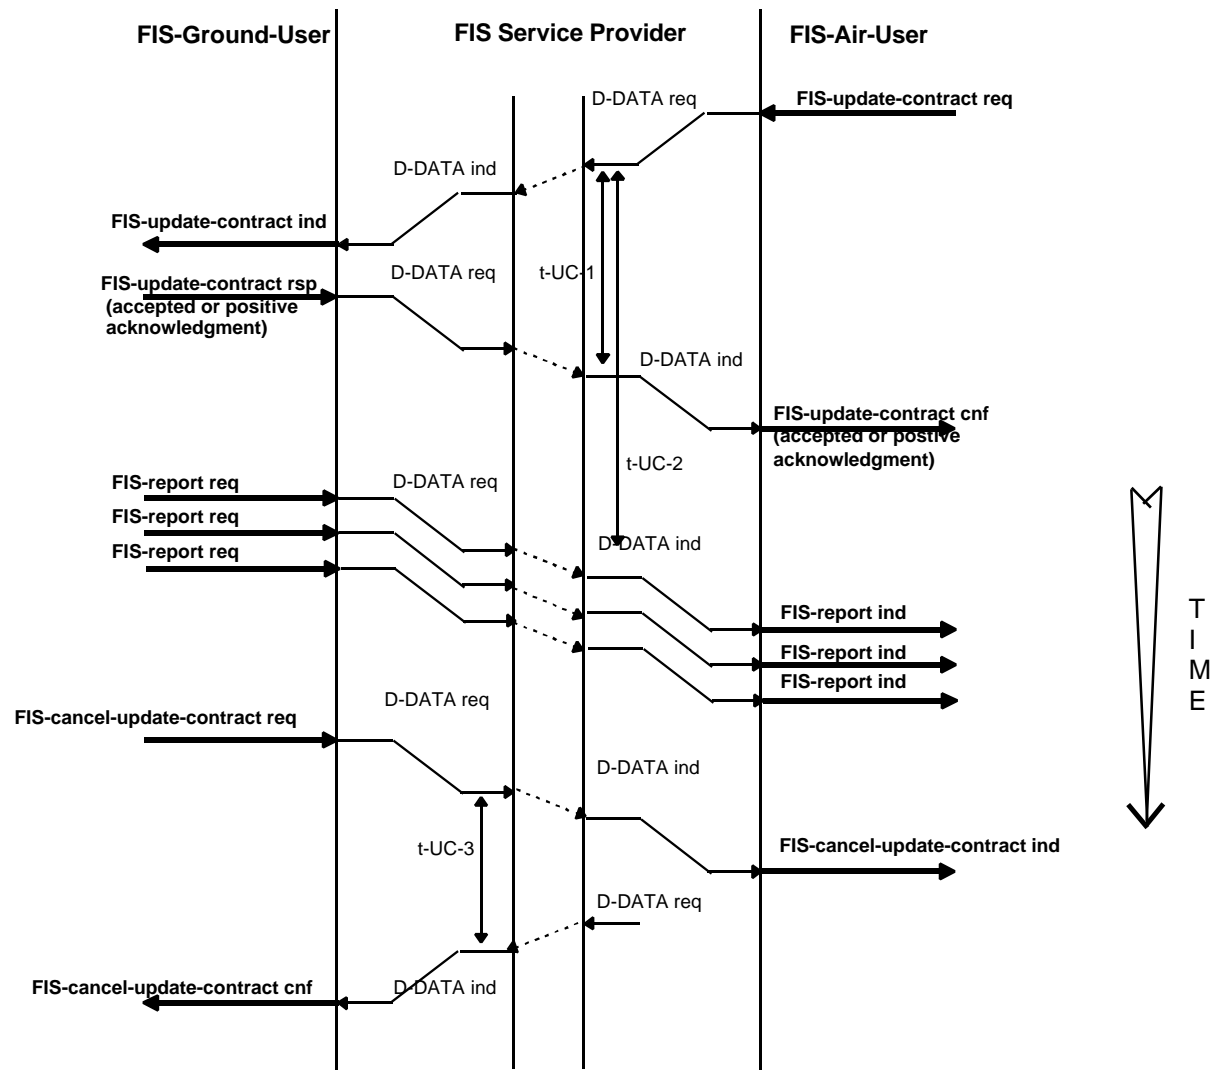 FIS-Ground-User
FIS Service Provider
FIS-Air-User
D-DATA req
FIS-update-contract req
D-DATA ind
FIS-update-contract ind
D-DATA req
t-UC-1
FIS-update-contract rsp
(accepted or positive
acknowledgment)
D-DATA ind
FIS-update-contract cnf
(accepted or postive
acknowledgment)
t-UC-2
FIS-report req
D-DATA req
FIS-report req
D-DATA ind
FIS-report req
FIS-report ind
FIS-report ind
FIS-report ind
T
I
M
E
D-DATA req
FIS-cancel-update-contract req
D-DATA ind
t-UC-3
FIS-cancel-update-contract ind
D-DATA req
FIS-cancel-update-contract cnf
D-DATA ind